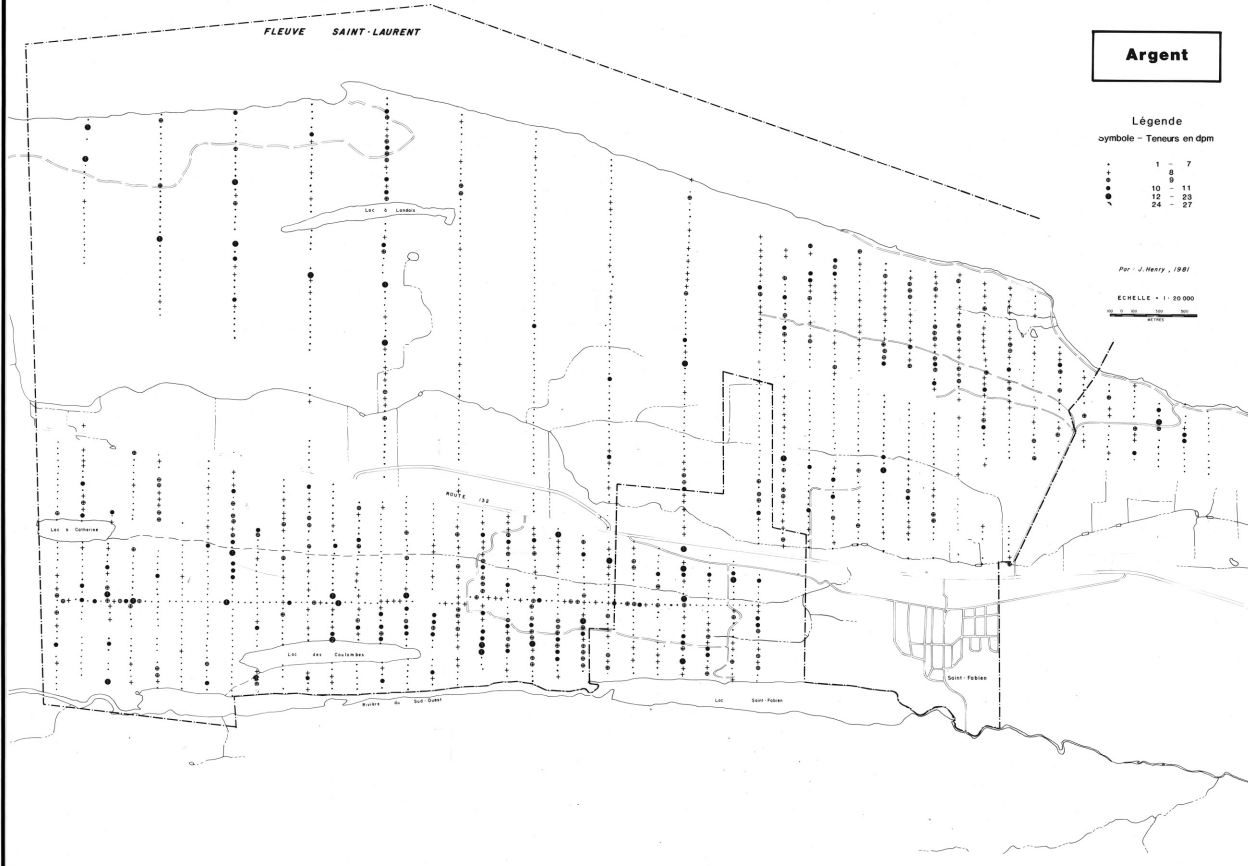 FLEUVE SAINT-LAURENT
Argent
Légende
Symbole - Teneurs en dpm
1 - 7
8
9
10 - 11
12 - 23
24 - 27
Par : J. Henry, 1981
ECHELLE = 1 : 20 000
METRES
Lac à Landois
ROUTE 132
Lac à Catherine
Lac des Coulombes
Rivière du Sud-Ouest
Lac Saint-Fabien
Saint-Fabien